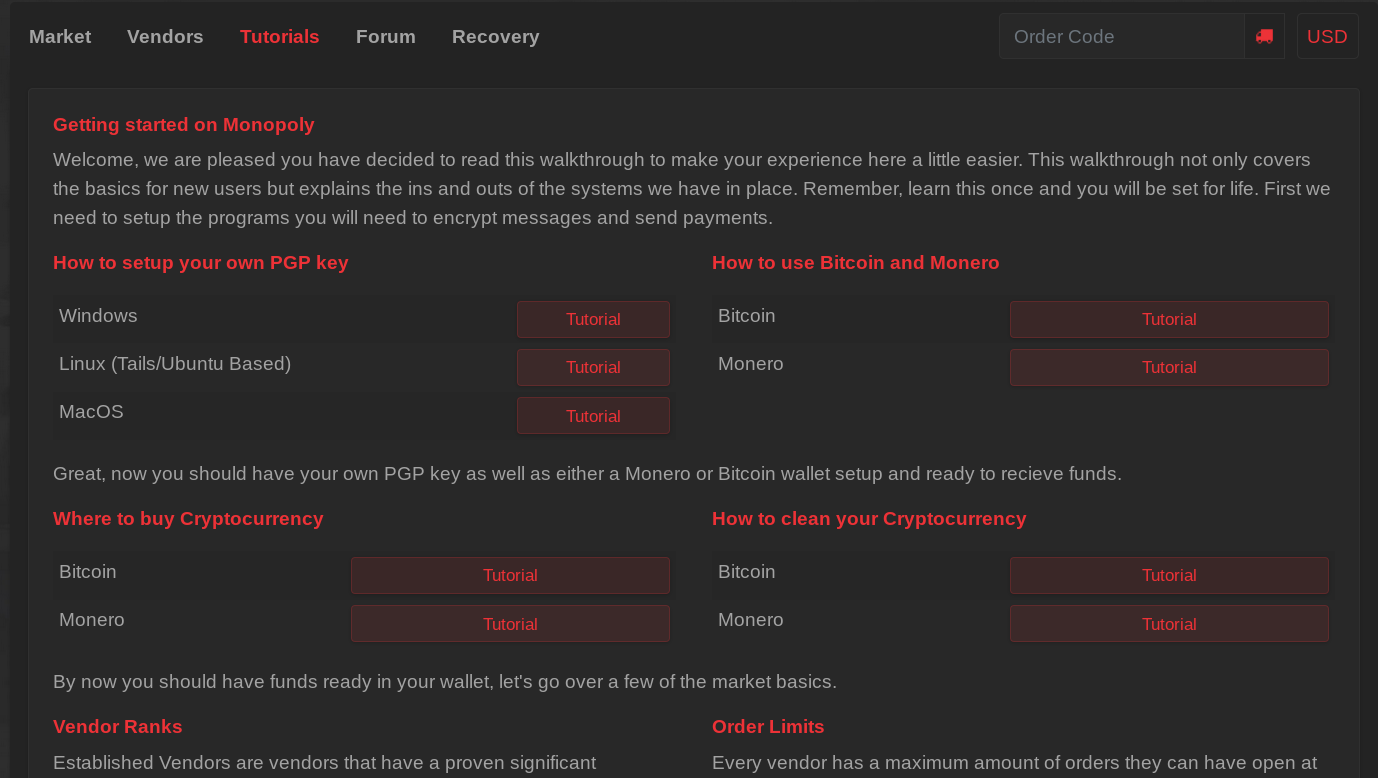 Market Vendors Tutorials Forum Recovery Order Code USD
Getting started on Monopoly
Welcome, we are pleased you have decided to read this walkthrough to make your experience here a little easier. This walkthrough not only covers
the basics for new users but explains the ins and outs of the systems we have in place. Remember, learn this once and you will be set for life. First we
need to setup the programs you will need to encrypt messages and send payments.
How to setup your own PGP key
Windows Tutorial
Linux (Tails/Ubuntu Based) Tutorial
MacOS Tutorial
How to use Bitcoin and Monero
Bitcoin Tutorial
Monero Tutorial
Great, now you should have your own PGP key as well as either a Monero or Bitcoin wallet setup and ready to recieve funds.
Where to buy Cryptocurrency
Bitcoin Tutorial
Monero Tutorial
How to clean your Cryptocurrency
Bitcoin Tutorial
Monero Tutorial
By now you should have funds ready in your wallet, let's go over a few of the market basics.
Vendor Ranks
Established Vendors are vendors that have a proven significant
Order Limits
Every vendor has a maximum amount of orders they can have open at